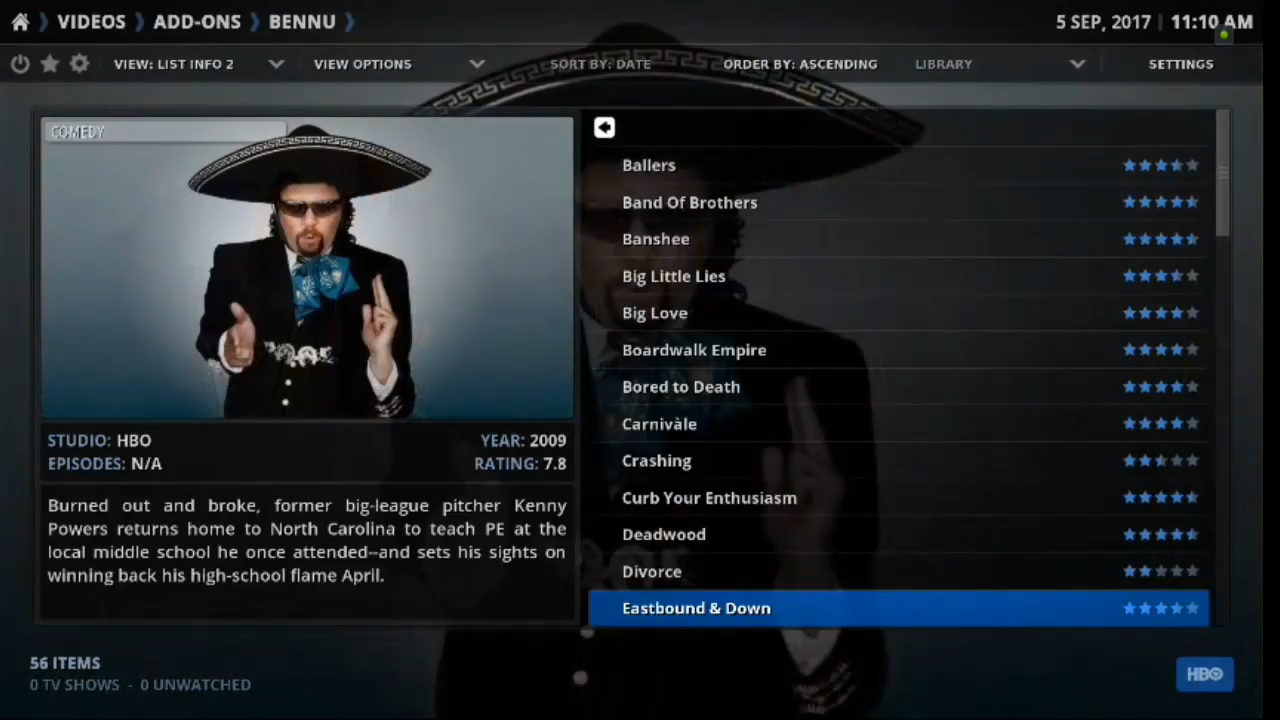 VIDEOS ADD-ONS BENNU
5 SEP, 2017 | 11:10 AM
VIEW: LIST INFO 2 VIEW OPTIONS SORT BY: DATE ORDER BY: ASCENDING LIBRARY SETTINGS
COMEDY
STUDIO: HBO YEAR: 2009
EPISODES: N/A RATING: 7.8
Burned out and broke, former big-league pitcher Kenny
Powers returns home to North Carolina to teach PE at the
local middle school he once attended--and sets his sights on
winning back his high-school flame April.
Ballers
Band Of Brothers
Banshee
Big Little Lies
Big Love
Boardwalk Empire
Bored to Death
Carnivàle
Crashing
Curb Your Enthusiasm
Deadwood
Divorce
Eastbound & Down
56 ITEMS
0 TV SHOWS - 0 UNWATCHED
HBO